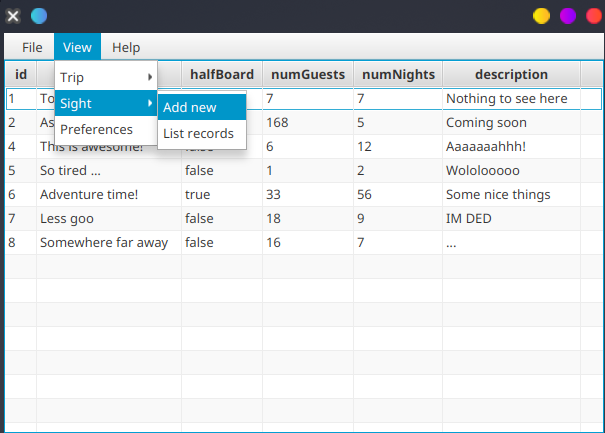 File View Help
id halfBoard numGuests numNights description
Trip
1 To 7 7 Nothing to see here
Sight Add new
2 As 168 5 Coming soon
Preferences List records
4 This is awesome! false 6 12 Aaaaaaahhh!
5 So tired ... false 1 2 Wololooooo
6 Adventure time! true 33 56 Some nice things
7 Less goo false 18 9 IM DED
8 Somewhere far away false 16 7 ...